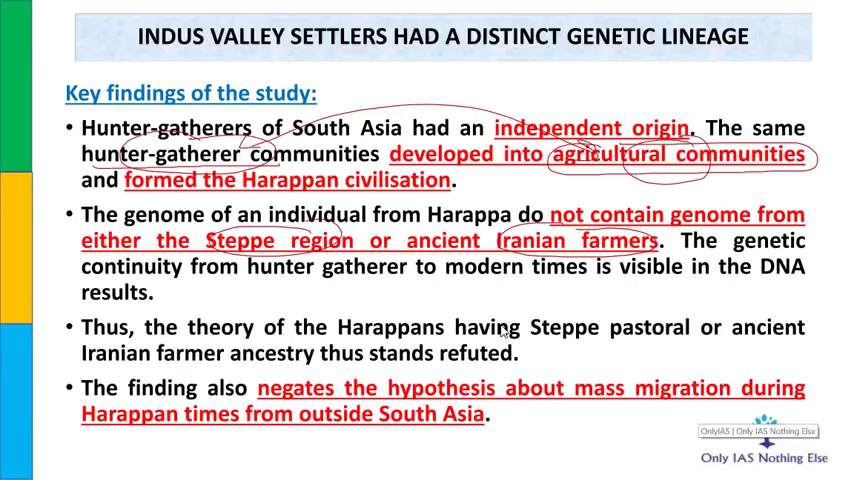 INDUS VALLEY SETTLERS HAD A DISTINCT GENETIC LINEAGE
Key findings of the study:
• Hunter-gatherers of South Asia had an independent origin. The same
hunter-gatherer communities developed into agricultural communities
and formed the Harappan civilisation.
• The genome of an individual from Harappa do not contain genome from
either the Steppe region or ancient Iranian farmers. The genetic
continuity from hunter gatherer to modern times is visible in the DNA
results.
• Thus, the theory of the Harappans having Steppe pastoral or ancient
Iranian farmer ancestry thus stands refuted.
• The finding also negates the hypothesis about mass migration during
Harappan times from outside South Asia.
OnlyIAS | Only IAS Nothing Else
Only IAS Nothing Else